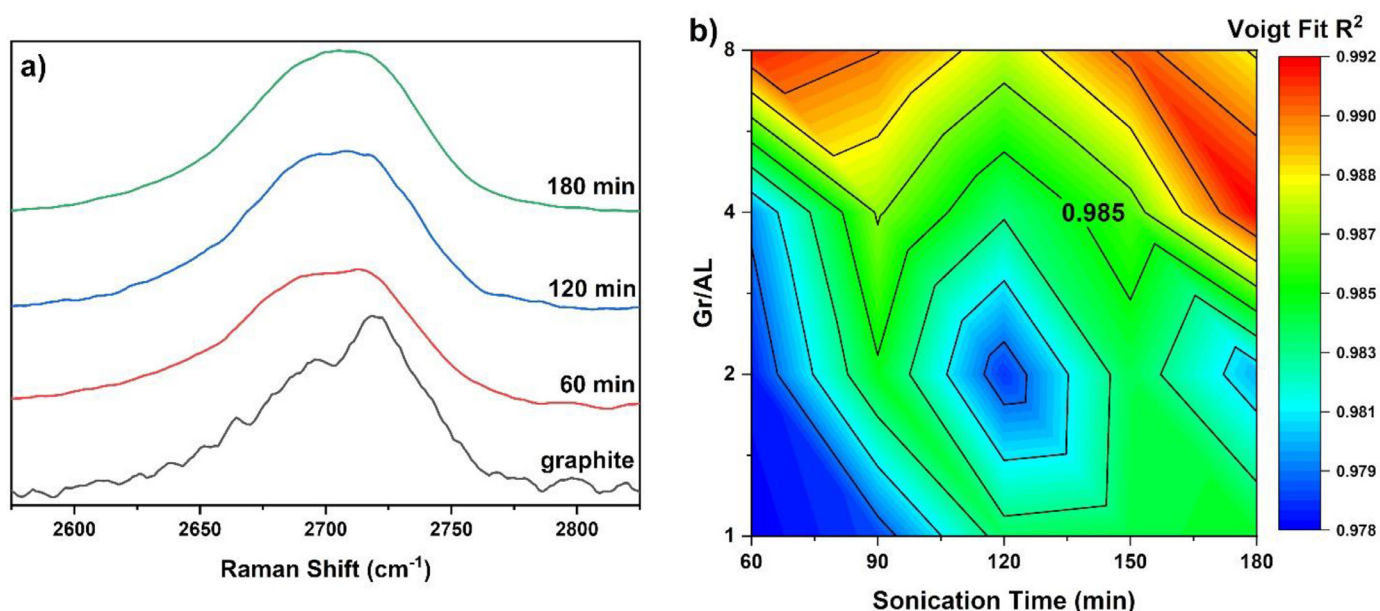 a)
180 min
120 min
60 min
graphite
2600 2650 2700 2750 2800
Raman Shift (cm⁻¹)
b)
Voigt Fit R²
8
4
2
1
Gr/AL
0.985
60 90 120 150 180
Sonication Time (min)
0.992
0.990
0.988
0.987
0.985
0.983
0.981
0.979
0.978